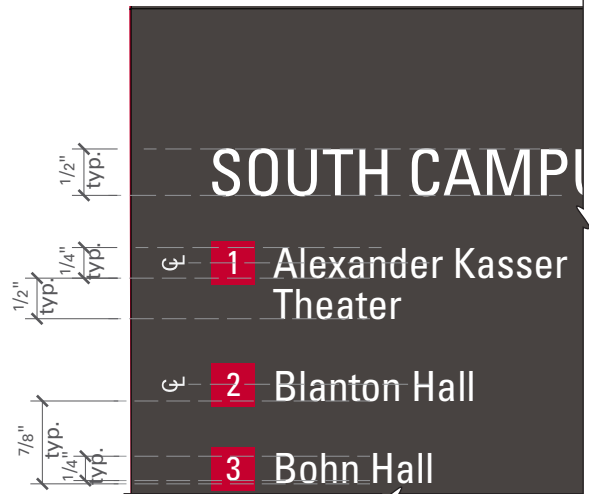 1/2" typ.
SOUTH CAMPU
1/4" typ.
℄ 1 Alexander Kasser
1/2" typ.
Theater
℄ 2 Blanton Hall
7/8" typ.
1/4" typ.
3 Bohn Hall